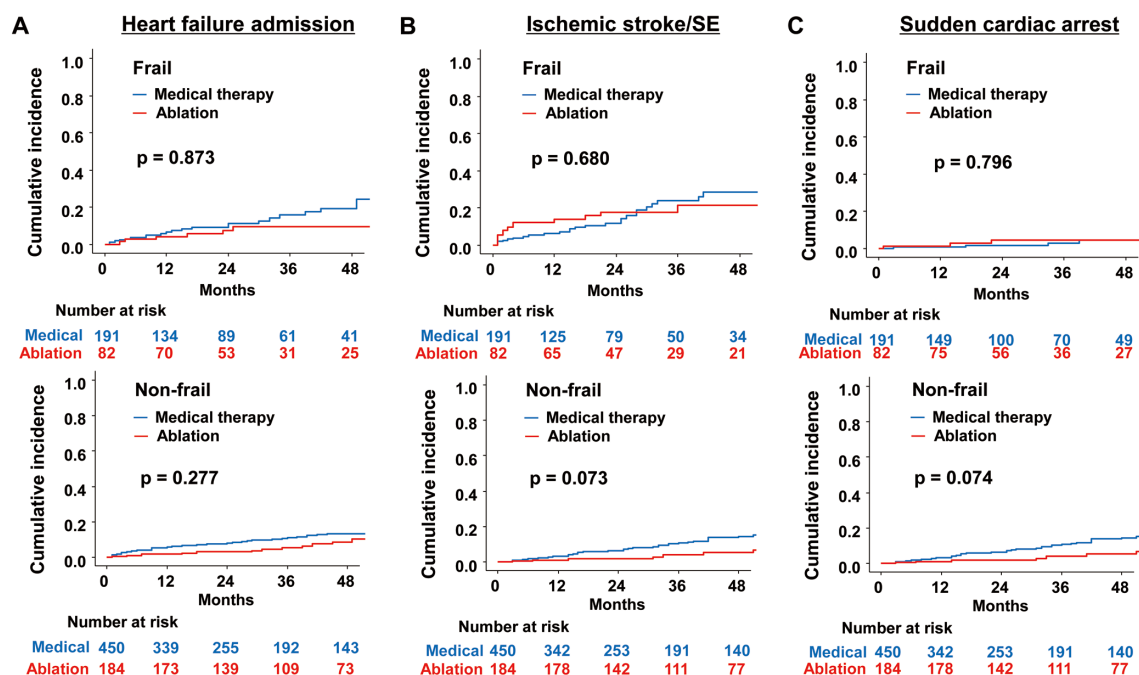 A Heart failure admission
Cumulative incidence
1.0
0.8
0.6
0.4
0.2
0.0
Frail
Medical therapy
Ablation
p = 0.873
0 12 24 36 48
Months
Number at risk
Medical 191 134 89 61 41
Ablation 82 70 53 31 25
Cumulative incidence
1.0
0.8
0.6
0.4
0.2
0.0
Non-frail
Medical therapy
Ablation
p = 0.277
0 12 24 36 48
Months
Number at risk
Medical 450 339 255 192 143
Ablation 184 173 139 109 73
B Ischemic stroke/SE
Cumulative incidence
1.0
0.8
0.6
0.4
0.2
0.0
Frail
Medical therapy
Ablation
p = 0.680
0 12 24 36 48
Months
Number at risk
Medical 191 125 79 50 34
Ablation 82 65 47 29 21
Cumulative incidence
1.0
0.8
0.6
0.4
0.2
0.0
Non-frail
Medical therapy
Ablation
p = 0.073
0 12 24 36 48
Months
Number at risk
Medical 450 342 253 191 140
Ablation 184 178 142 111 77
C Sudden cardiac arrest
Cumulative incidence
1.0
0.8
0.6
0.4
0.2
0.0
Frail
Medical therapy
Ablation
p = 0.796
0 12 24 36 48
Months
Number at risk
Medical 191 149 100 70 49
Ablation 82 75 56 36 27
Cumulative incidence
1.0
0.8
0.6
0.4
0.2
0.0
Non-frail
Medical therapy
Ablation
p = 0.074
0 12 24 36 48
Months
Number at risk
Medical 450 342 253 191 140
Ablation 184 178 142 111 77